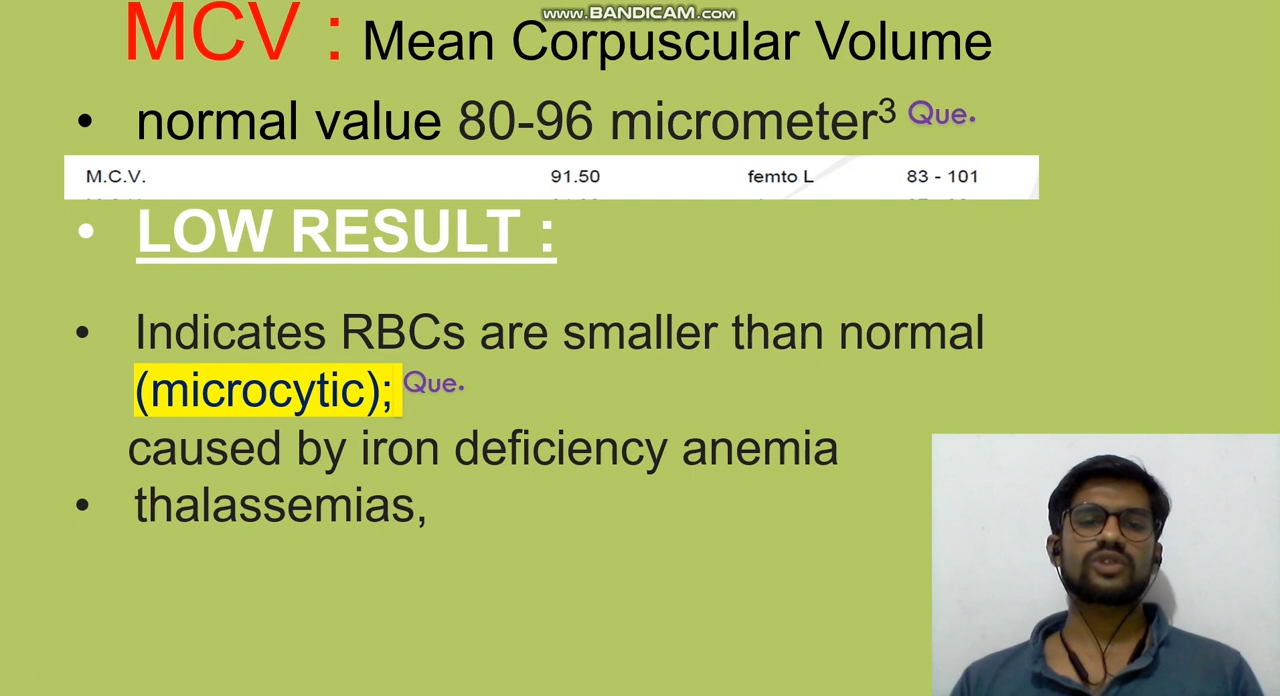 www.BANDICAM.com
MCV : Mean Corpuscular Volume
• normal value 80-96 micrometer³ Que.
M.C.V. 91.50 femto L 83 - 101
• LOW RESULT :
• Indicates RBCs are smaller than normal
(microcytic); Que.
caused by iron deficiency anemia
• thalassemias,